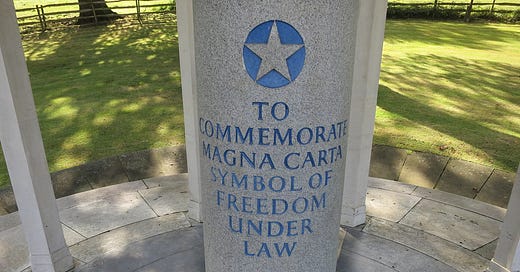 TO
COMMEMORATE
MAGNA CARTA
SYMBOL OF
FREEDOM
UNDER
LAW